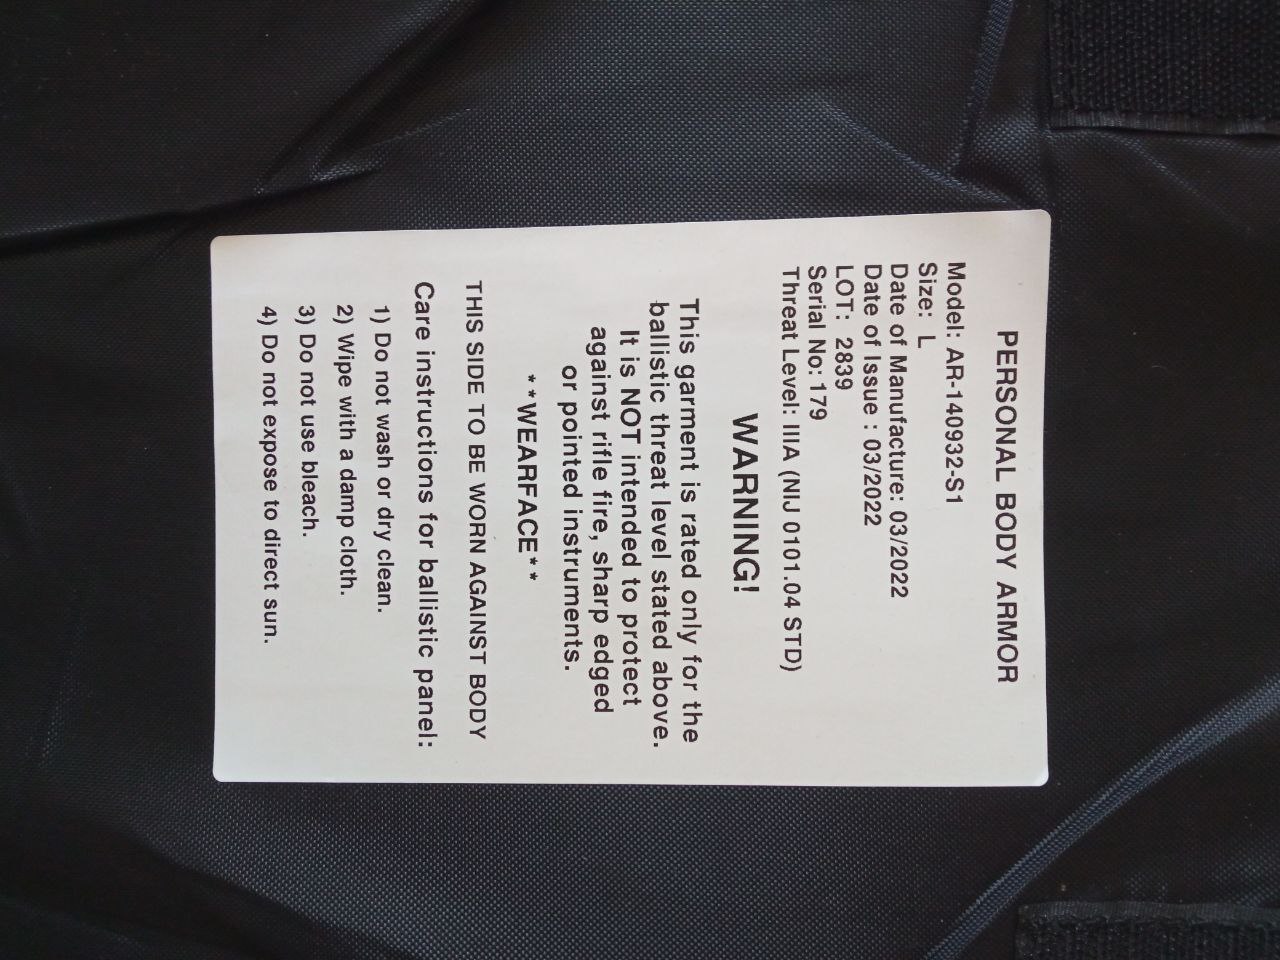 PERSONAL BODY ARMOR
Model: AR-140932-S1
Size: L
Date of Manufacture: 03/2022
Date of Issue : 03/2022
LOT: 2839
Serial No: 179
Threat Level: IIIA (NIJ 0101.04 STD)
WARNING!
This garment is rated only for the
ballistic threat level stated above.
It is NOT intended to protect
against rifle fire, sharp edged
or pointed instruments.
**WEARFACE**
THIS SIDE TO BE WORN AGAINST BODY
Care instructions for ballistic panel:
1) Do not wash or dry clean.
2) Wipe with a damp cloth.
3) Do not use bleach.
4) Do not expose to direct sun.